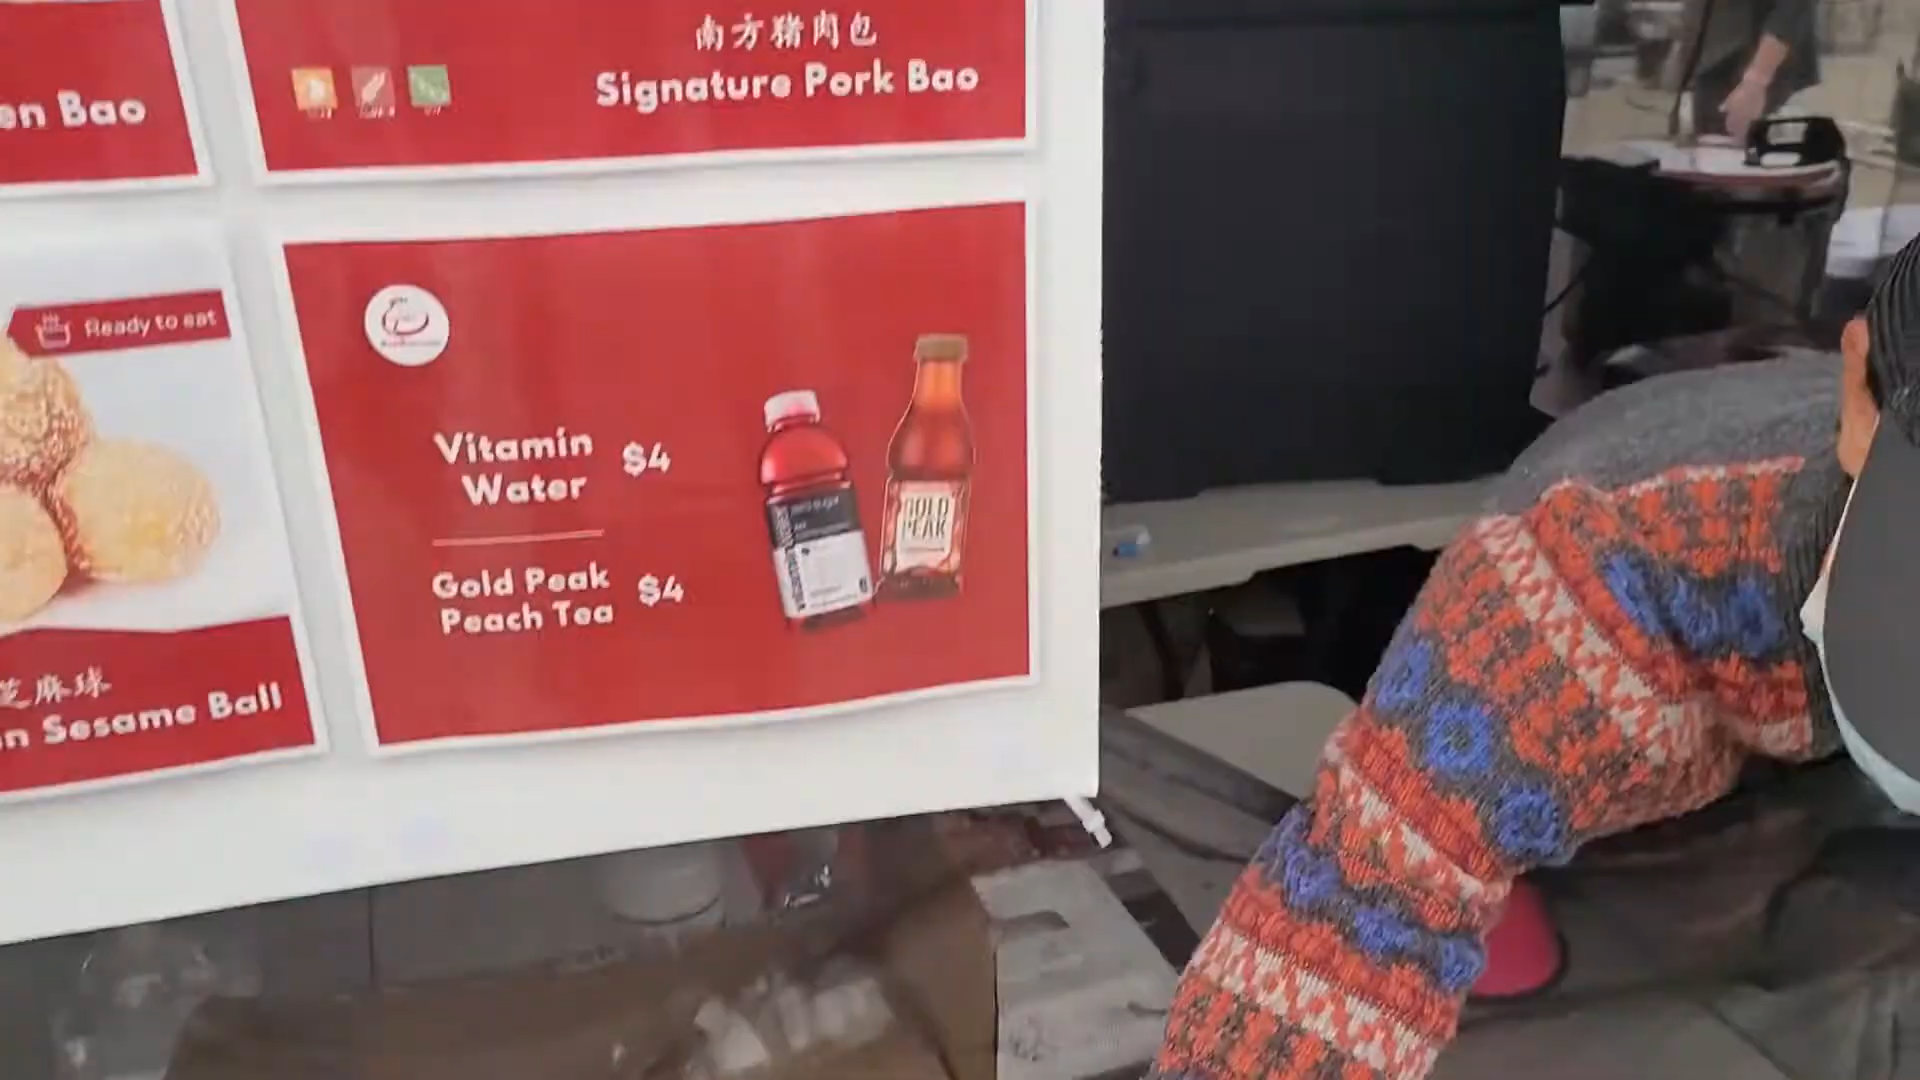 南方猪肉包
Signature Pork Bao
en Bao
Ready to eat
Vitamin
Water
$4
Gold Peak
Peach Tea
$4
GOLD
PEAK
芝麻球
n Sesame Ball